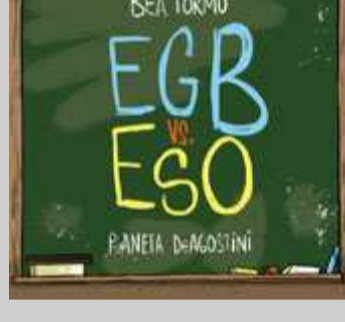 BEA TORMO
EGB
VS.
ESO
PLANETA DeAGOSTINI